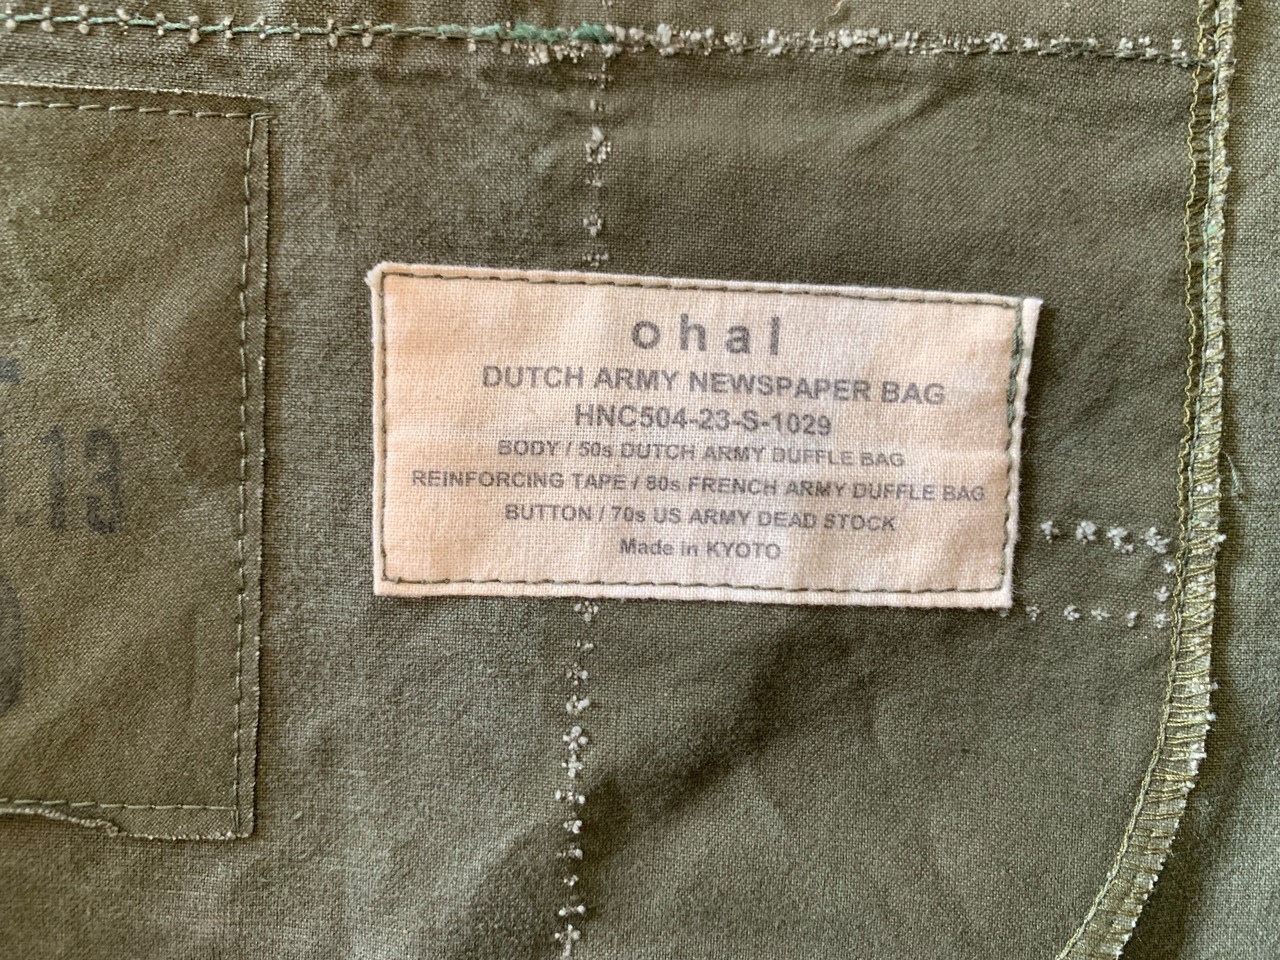 ohal
DUTCH ARMY NEWSPAPER BAG
HNC504-23-S-1029
BODY / 50s DUTCH ARMY DUFFLE BAG
REINFORCING TAPE / 80s FRENCH ARMY DUFFLE BAG
BUTTON / 70s US ARMY DEAD STOCK
Made in KYOTO
.13